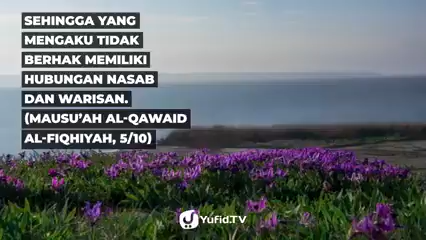 SEHINGGA YANG
MENGAKU TIDAK
BERHAK MEMILIKI
HUBUNGAN NASAB
DAN WARISAN.
(MAUSU'AH AL-QAWAID
AL-FIQHIYAH, 5/10)
YUFID.TV